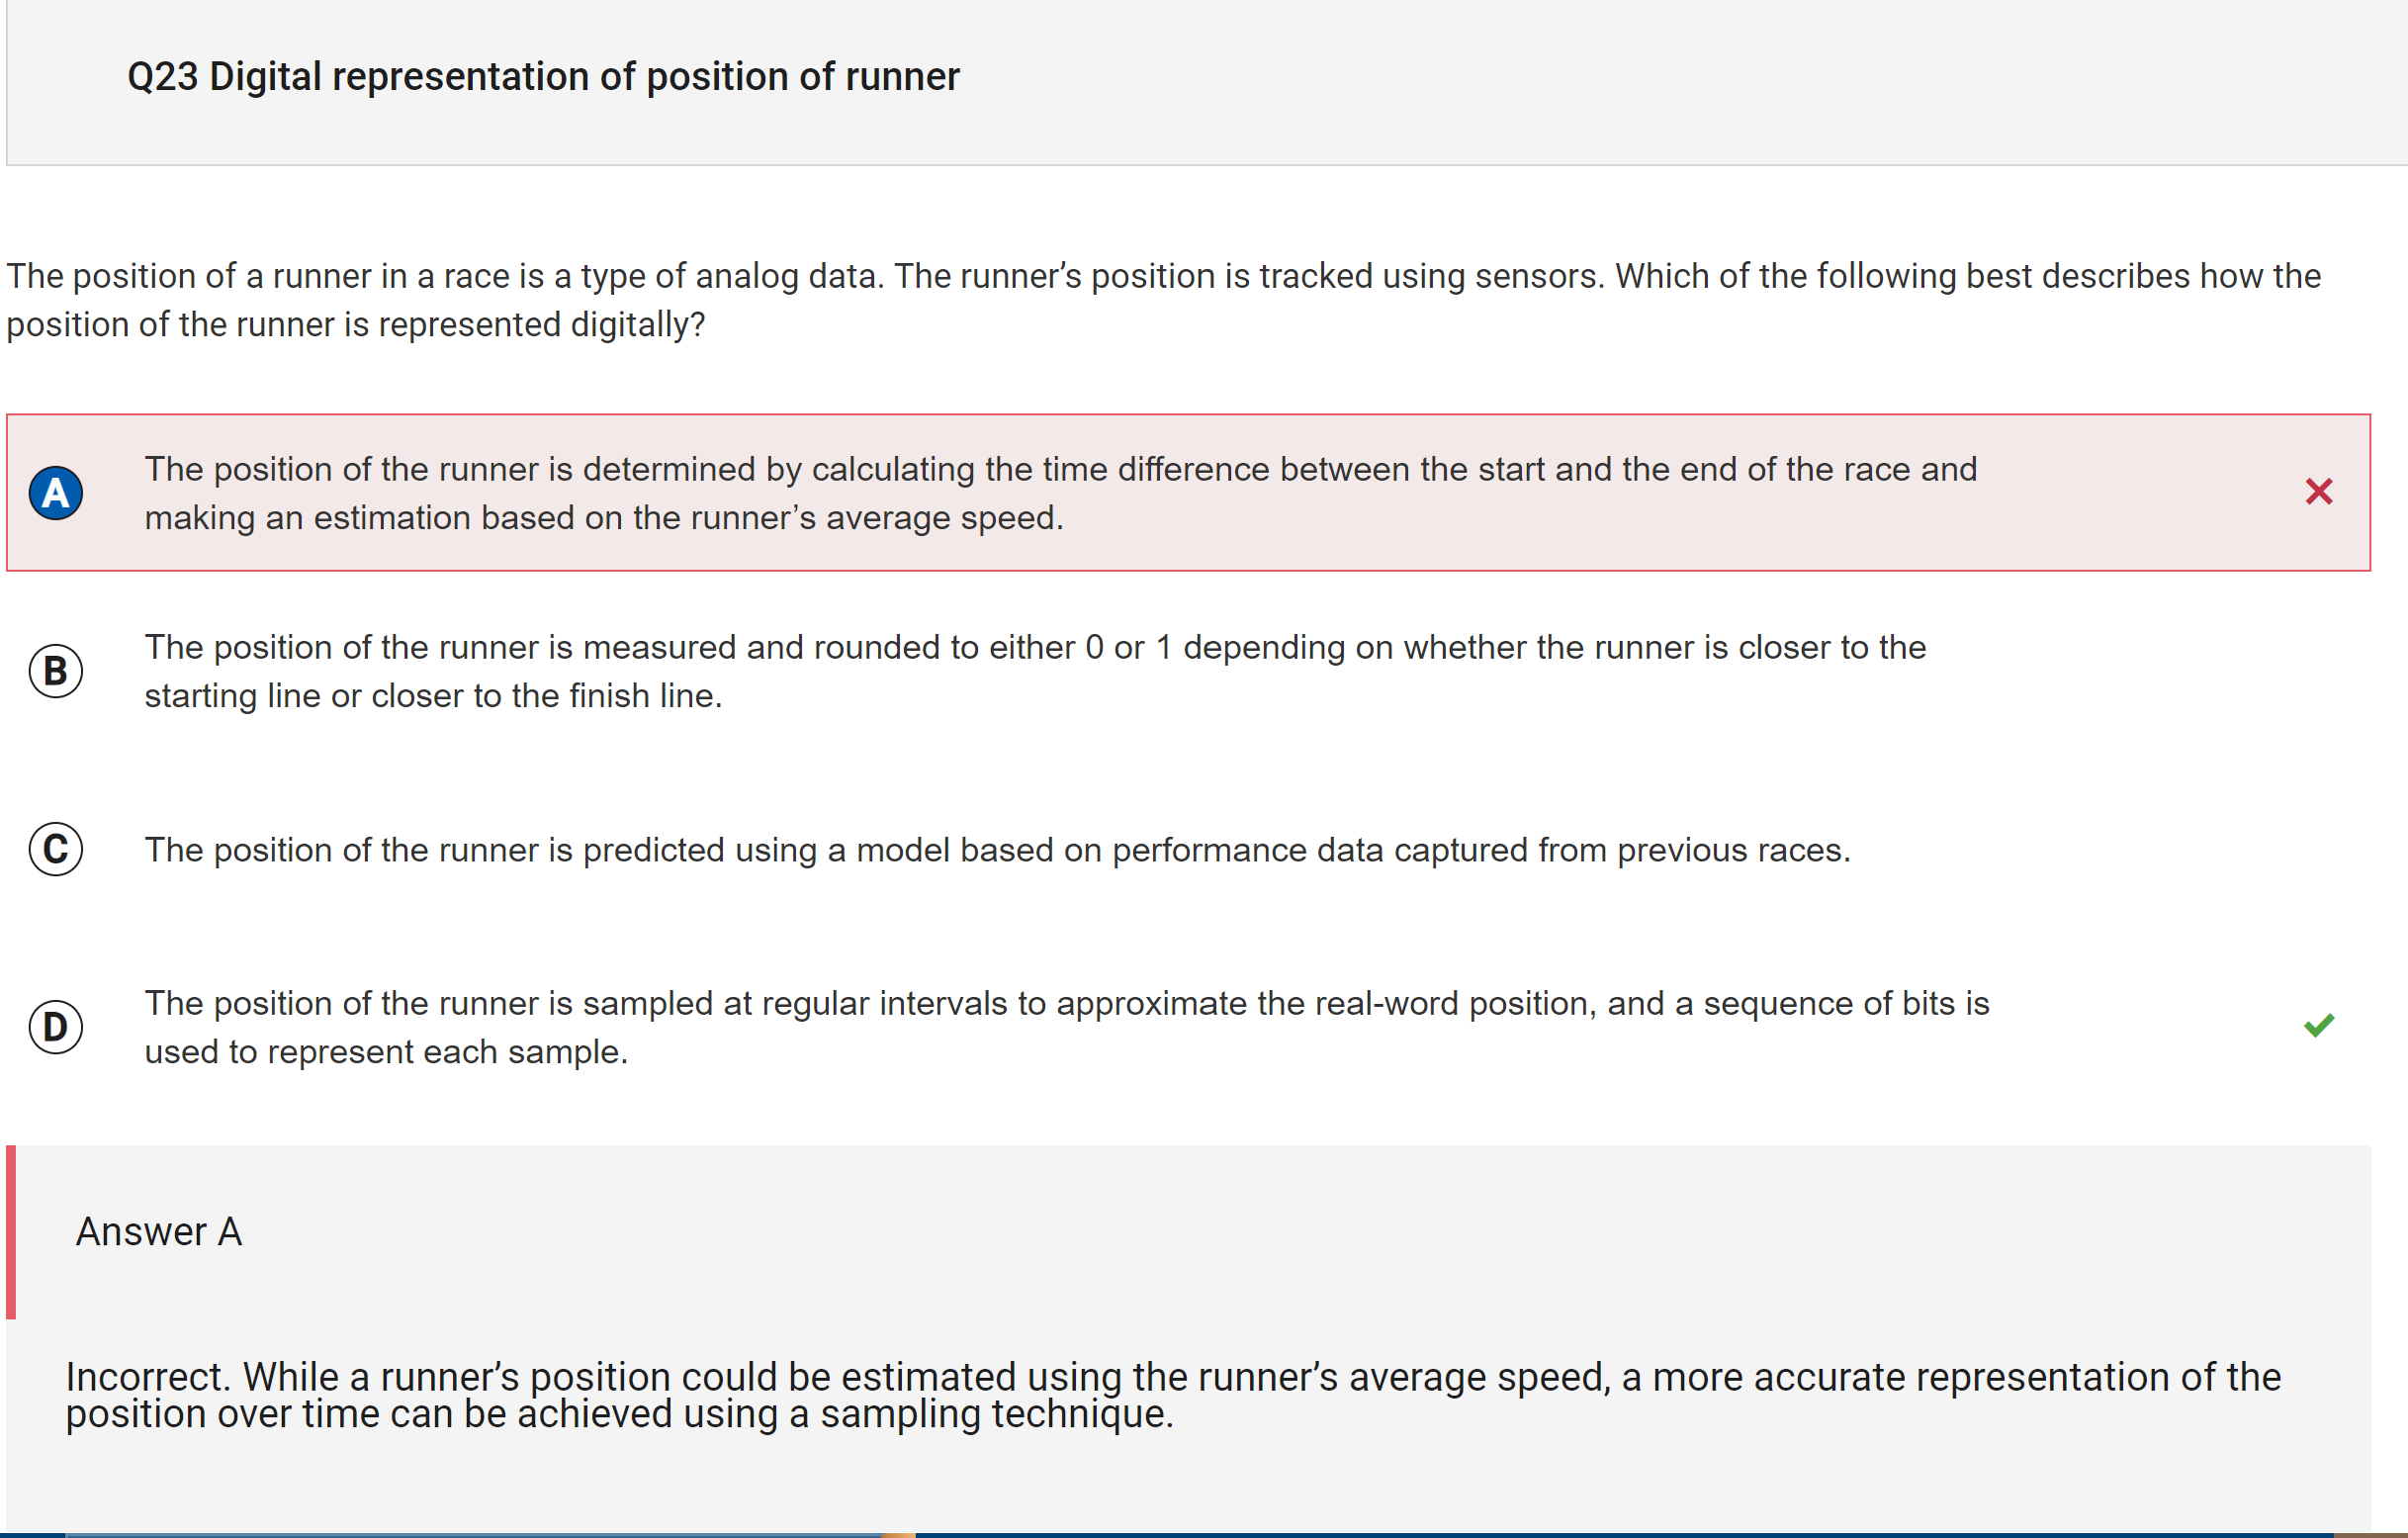 Q23 Digital representation of position of runner
The position of a runner in a race is a type of analog data. The runner’s position is tracked using sensors. Which of the following best describes how the
position of the runner is represented digitally?
A
The position of the runner is determined by calculating the time difference between the start and the end of the race and
making an estimation based on the runner’s average speed.
B
The position of the runner is measured and rounded to either 0 or 1 depending on whether the runner is closer to the
starting line or closer to the finish line.
C
The position of the runner is predicted using a model based on performance data captured from previous races.
D
The position of the runner is sampled at regular intervals to approximate the real-word position, and a sequence of bits is
used to represent each sample.
Answer A
Incorrect. While a runner’s position could be estimated using the runner’s average speed, a more accurate representation of the
position over time can be achieved using a sampling technique.